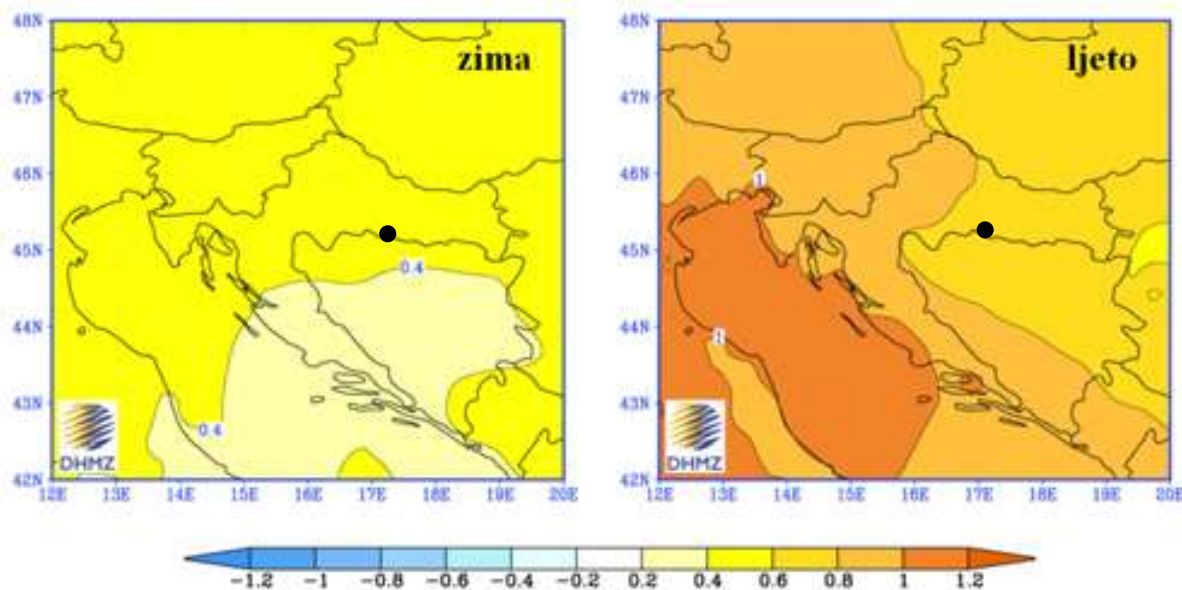 zima
48N
47N
46N
45N
44N
43N
42N
0.4
0.4
DHMZ
12E 13E 14E 15E 16E 17E 18E 19E 20E
ljeto
48N
47N
46N
45N
44N
43N
42N
1
1
DHMZ
12E 13E 14E 15E 16E 17E 18E 19E 20E
-1.2 -1 -0.8 -0.6 -0.4 -0.2 0.2 0.4 0.6 0.8 1 1.2